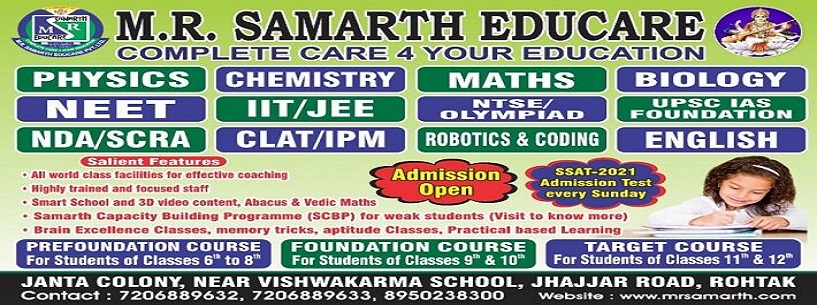 SAMARTH
M R
EDUCARE
M.R. SAMARTH EDUCARE PVT. LTD.
M.R. SAMARTH EDUCARE
COMPLETE CARE 4 YOUR EDUCATION
PHYSICS CHEMISTRY MATHS BIOLOGY
NEET IIT/JEE NTSE/ OLYMPIAD UPSC IAS FOUNDATION
NDA/SCRA CLAT/IPM ROBOTICS & CODING ENGLISH
Salient Features
• All world class facilities for effective coaching
• Highly trained and focused staff
• Smart School and 3D video content, Abacus & Vedic Maths
• Samarth Capacity Building Programme (SCBP) for weak students (Visit to know more)
• Brain Excellence Classes, memory tricks, aptitude Classes, Practical based Learning
Admission
Open
SSAT-2021
Admission Test
every Sunday
PREFOUNDATION COURSE
For Students of Classes 6th to 8th
FOUNDATION COURSE
For Students of Classes 9th & 10th
TARGET COURSE
For Students of Classes 11th & 12th
JANTA COLONY, NEAR VISHWAKARMA SCHOOL, JHAJJAR ROAD, ROHTAK
Contact : 7206889632, 7206889633, 8950238300 Website : www.mrsamarth.com